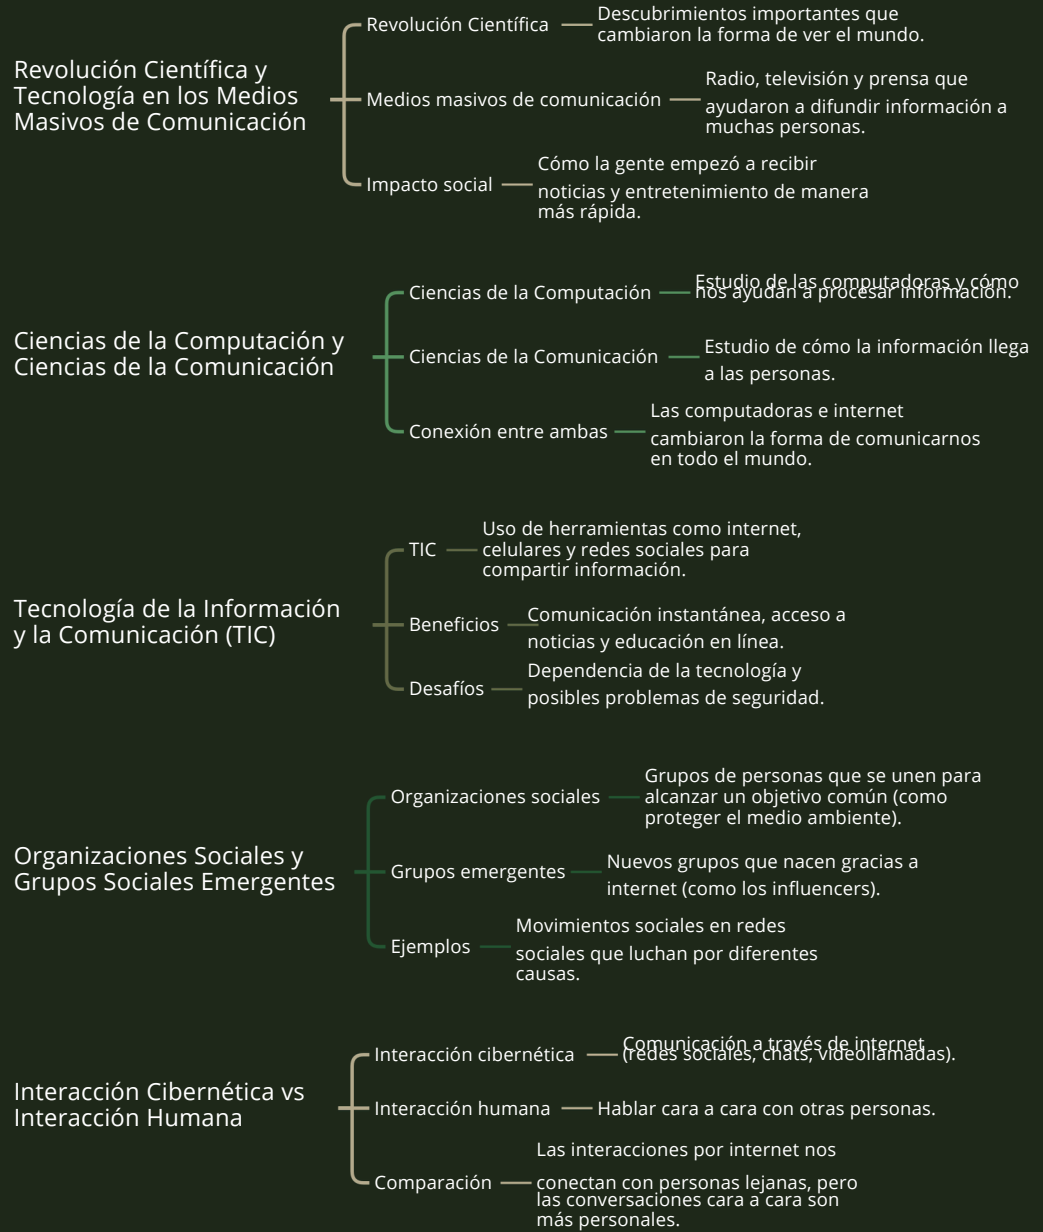 Revolución Científica y
Tecnología en los Medios
Masivos de Comunicación
Revolución Científica
Descubrimientos importantes que
cambiaron la forma de ver el mundo.
Medios masivos de comunicación
Radio, televisión y prensa que
ayudaron a difundir información a
muchas personas.
Impacto social
Cómo la gente empezó a recibir
noticias y entretenimiento de manera
más rápida.
Ciencias de la Computación y
Ciencias de la Comunicación
Ciencias de la Computación
Estudio de las computadoras y cómo
nos ayudan a procesar información.
Ciencias de la Comunicación
Estudio de cómo la información llega
a las personas.
Conexión entre ambas
Las computadoras e internet
cambiaron la forma de comunicarnos
en todo el mundo.
Tecnología de la Información
y la Comunicación (TIC)
TIC
Uso de herramientas como internet,
celulares y redes sociales para
compartir información.
Beneficios
Comunicación instantánea, acceso a
noticias y educación en línea.
Desafíos
Dependencia de la tecnología y
posibles problemas de seguridad.
Organizaciones Sociales y
Grupos Sociales Emergentes
Organizaciones sociales
Grupos de personas que se unen para
alcanzar un objetivo común (como
proteger el medio ambiente).
Grupos emergentes
Nuevos grupos que nacen gracias a
internet (como los influencers).
Ejemplos
Movimientos sociales en redes
sociales que luchan por diferentes
causas.
Interacción Cibernética vs
Interacción Humana
Interacción cibernética
Comunicación a través de internet
(redes sociales, chats, videollamadas).
Interacción humana
Hablar cara a cara con otras personas.
Comparación
Las interacciones por internet nos
conectan con personas lejanas, pero
las conversaciones cara a cara son
más personales.